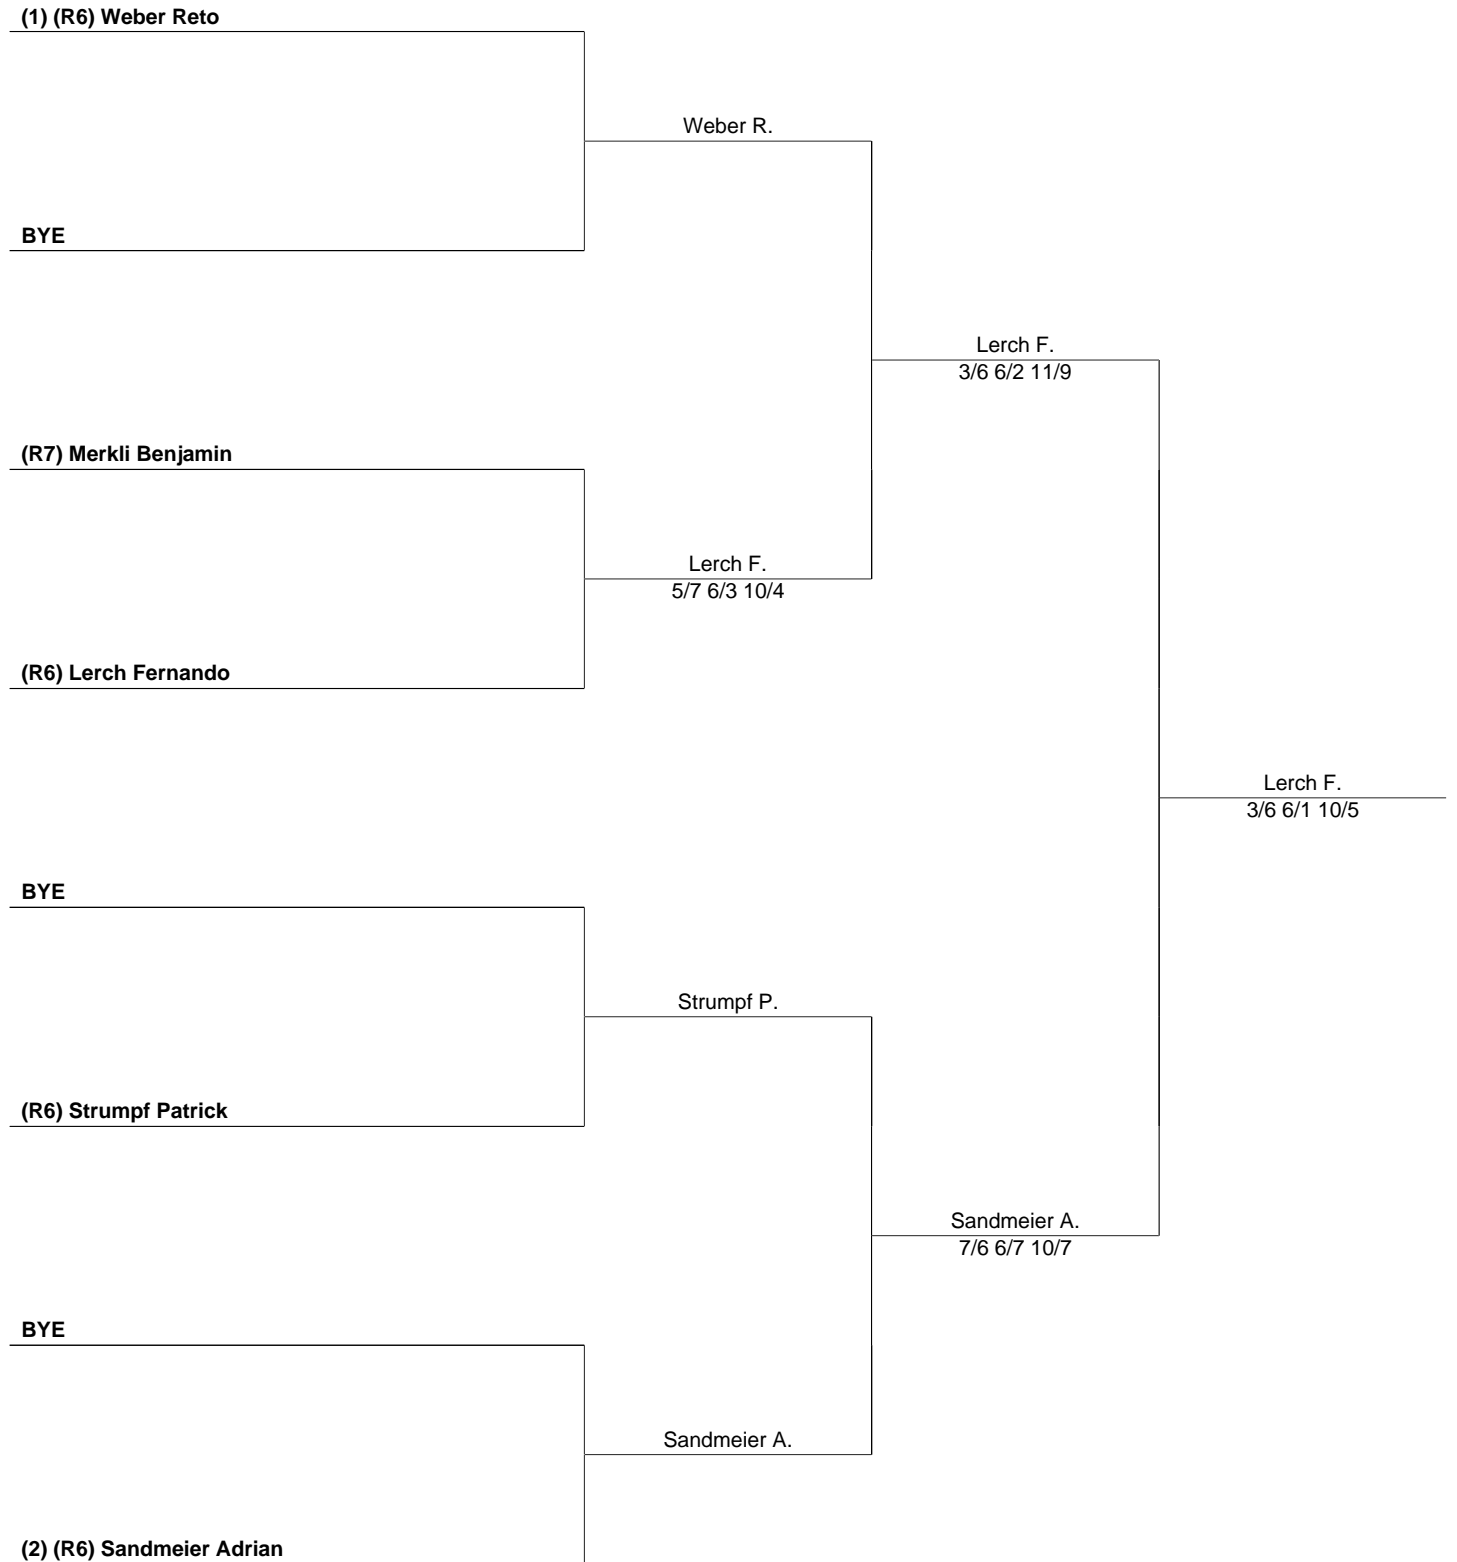 (1) (R6) Weber Reto
Weber R.
BYE
Lerch F.
3/6 6/2 11/9
(R7) Merkli Benjamin
Lerch F.
5/7 6/3 10/4
(R6) Lerch Fernando
Lerch F.
3/6 6/1 10/5
BYE
Strumpf P.
(R6) Strumpf Patrick
Sandmeier A.
7/6 6/7 10/7
BYE
Sandmeier A.
(2) (R6) Sandmeier Adrian